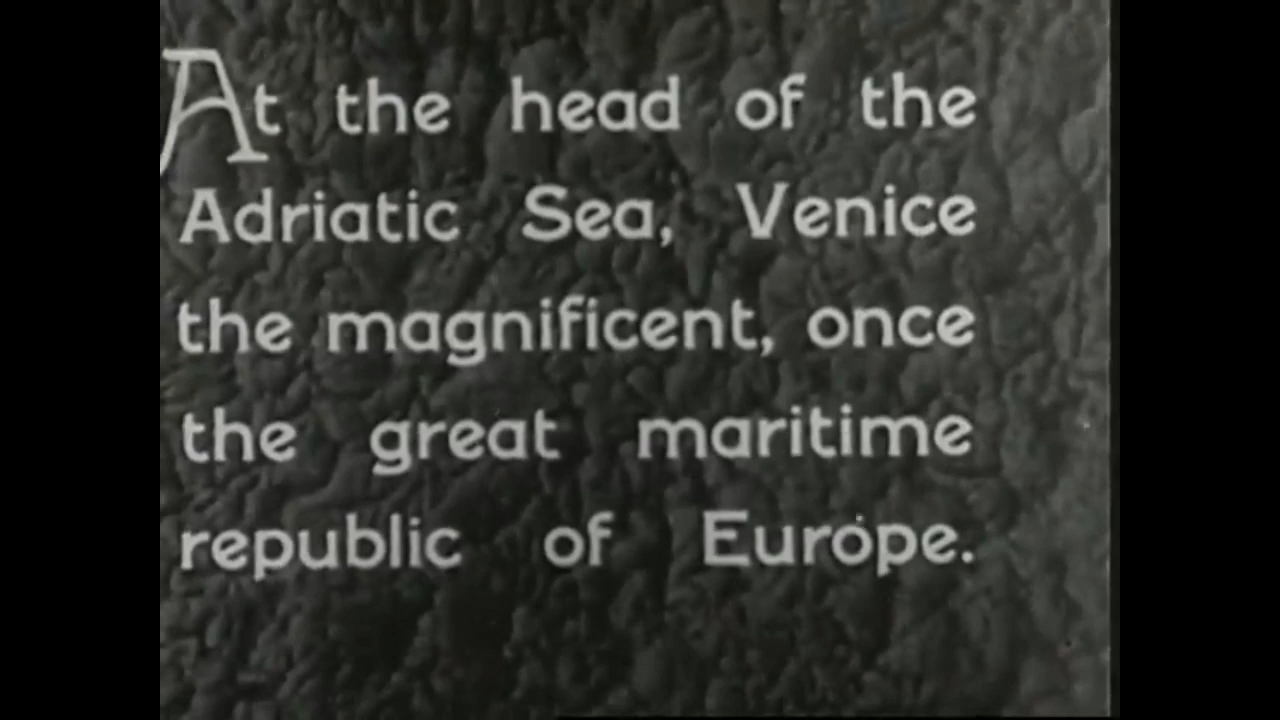 At the head of the
Adriatic Sea, Venice
the magnificent, once
the great maritime
republic of Europe.